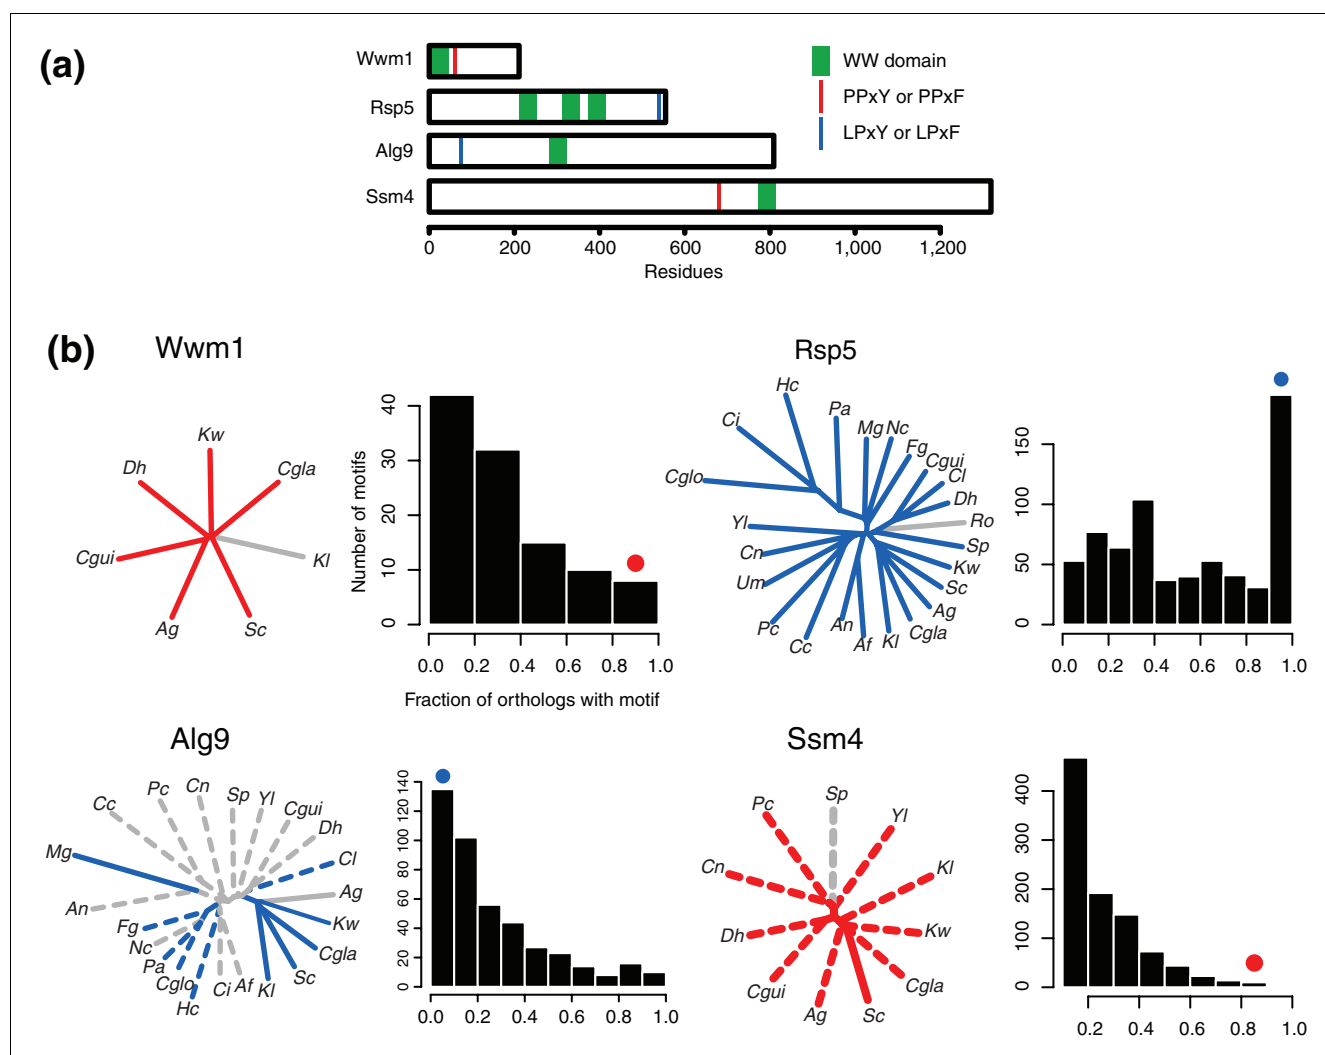 (a)
Wwm1
Rsp5
Alg9
Ssm4
WW domain
PPxY or PPxF
LPxY or LPxF
0 200 400 600 800 1,000 1,200
Residues
(b)
Wwm1
Kw
Dh
Cgla
Cgui
Kl
Ag
Sc
Number of motifs
40
30
20
10
0
0.0 0.2 0.4 0.6 0.8 1.0
Fraction of orthologs with motif
Rsp5
Hc
Ci
Pa
Mg
Nc
Fg
Cgui
Cl
Dh
Ro
Sp
Kw
Sc
Ag
Cgla
Kl
Af
An
Cc
Pc
Um
Cn
Yl
Cglo
150
100
50
0
0.0 0.2 0.4 0.6 0.8 1.0
Alg9
Cc
Pc
Cn
Sp
Yl
Cgui
Dh
Cl
Ag
Kw
Cgla
Sc
Kl
Af
Ci
Hc
Cglo
Pa
Nc
Fg
An
Mg
140
120
100
80
60
40
20
0
0.0 0.2 0.4 0.6 0.8 1.0
Ssm4
Pc
Sp
Yl
Kl
Kw
Cgla
Sc
Ag
Cgui
Dh
Cn
400
300
200
100
0
0.2 0.4 0.6 0.8 1.0